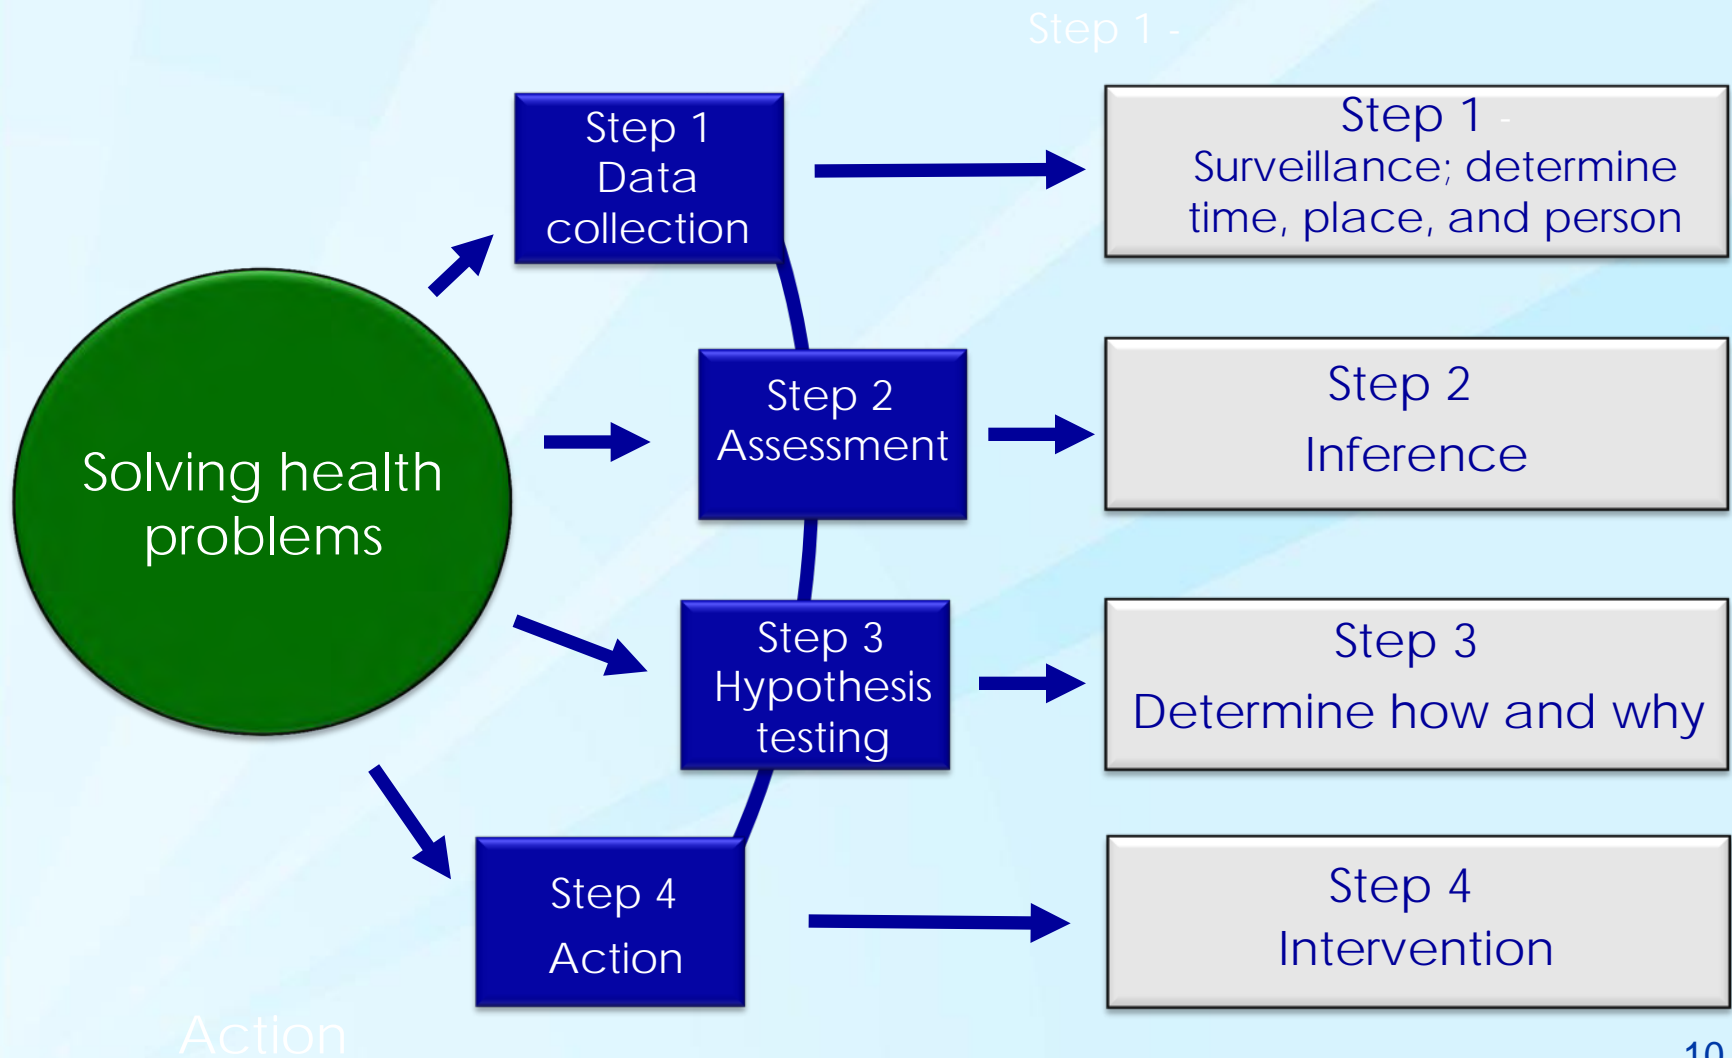 Step 1 -
Step 1
Data
collection
Step 1 -
Surveillance; determine
time, place, and person
Solving health
problems
Step 2
Assessment
Step 2
Inference
Step 3
Hypothesis
testing
Step 3
Determine how and why
Step 4
Action
Step 4
Intervention
Action
10